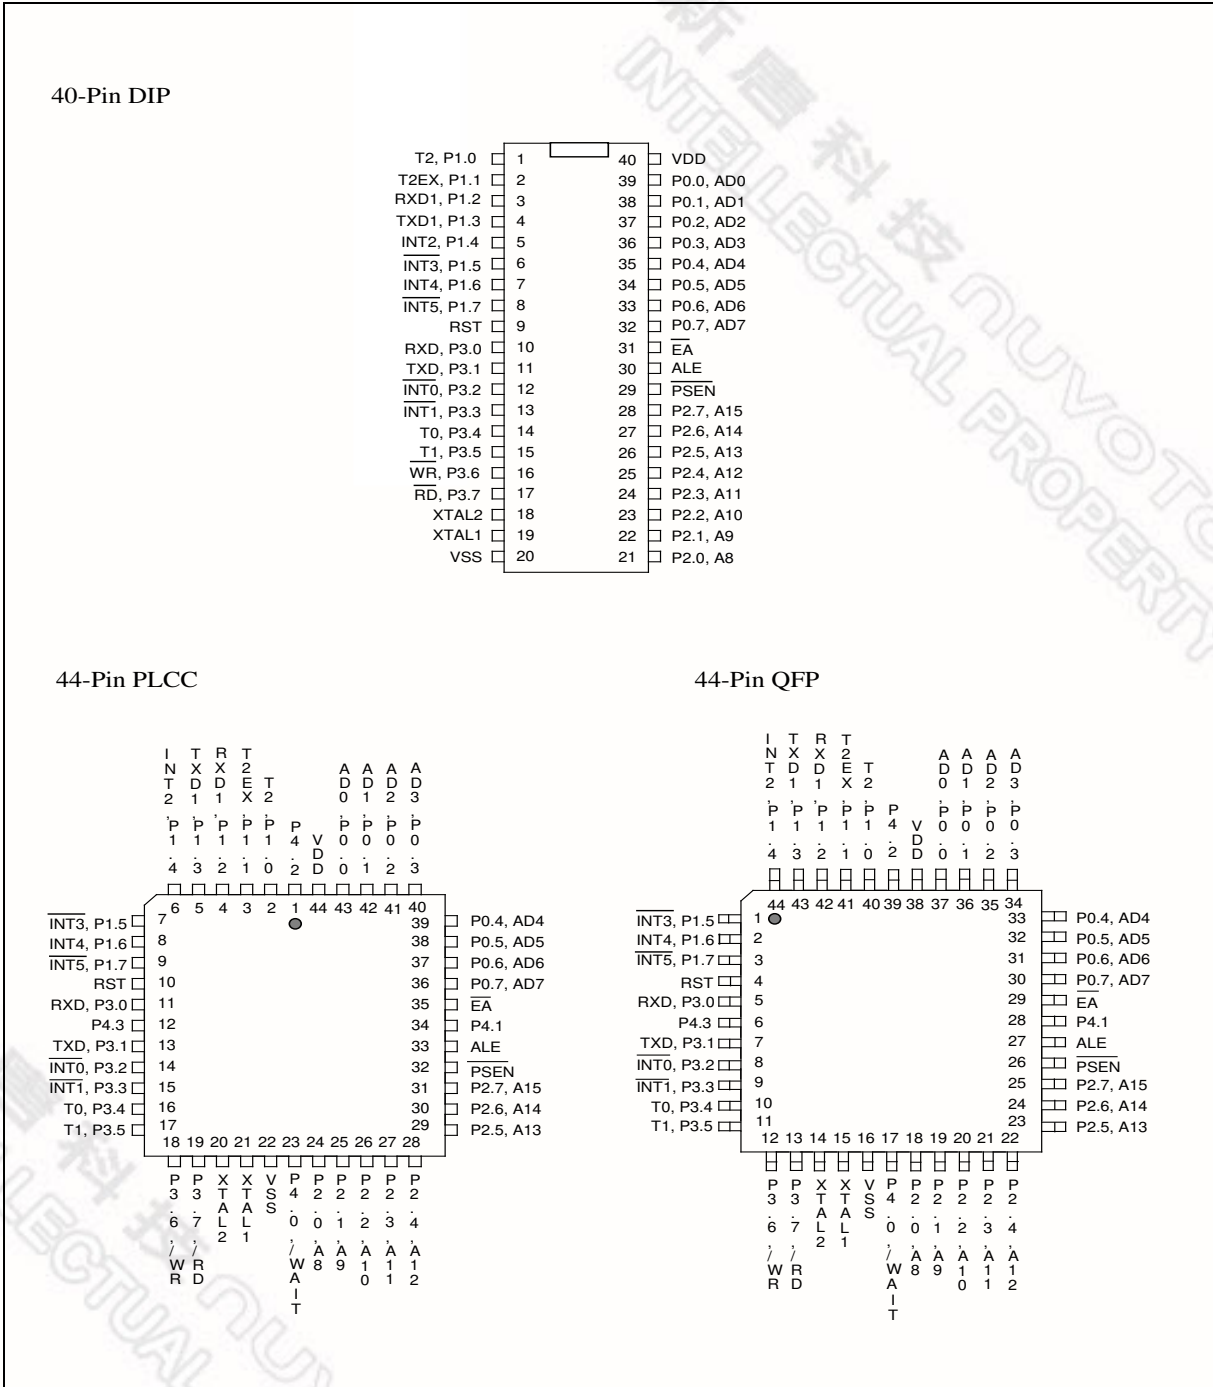 新唐科技 nuvoTo
INTELLECTUAL PROPERTY
40-Pin DIP
T2, P1.0 1 40 VDD
T2EX, P1.1 2 39 P0.0, AD0
RXD1, P1.2 3 38 P0.1, AD1
TXD1, P1.3 4 37 P0.2, AD2
INT2, P1.4 5 36 P0.3, AD3
INT3, P1.5 6 35 P0.4, AD4
INT4, P1.6 7 34 P0.5, AD5
INT5, P1.7 8 33 P0.6, AD6
RST 9 32 P0.7, AD7
RXD, P3.0 10 31 EA
TXD, P3.1 11 30 ALE
INT0, P3.2 12 29 PSEN
INT1, P3.3 13 28 P2.7, A15
T0, P3.4 14 27 P2.6, A14
T1, P3.5 15 26 P2.5, A13
WR, P3.6 16 25 P2.4, A12
RD, P3.7 17 24 P2.3, A11
XTAL2 18 23 P2.2, A10
XTAL1 19 22 P2.1, A9
VSS 20 21 P2.0, A8
44-Pin PLCC
INT2,P1.4
TXD1,P1.3
RXD1,P1.2
T2EX,P1.1
T2,P1.0
P4.2
VDD
AD0,P0.0
AD1,P0.1
AD2,P0.2
AD3,P0.3
6 5 4 3 2 1 44 43 42 41 40
INT3, P1.5 7 39 P0.4, AD4
INT4, P1.6 8 38 P0.5, AD5
INT5, P1.7 9 37 P0.6, AD6
RST 10 36 P0.7, AD7
RXD, P3.0 11 35 EA
P4.3 12 34 P4.1
TXD, P3.1 13 33 ALE
INT0, P3.2 14 32 PSEN
INT1, P3.3 15 31 P2.7, A15
T0, P3.4 16 30 P2.6, A14
T1, P3.5 17 29 P2.5, A13
18 19 20 21 22 23 24 25 26 27 28
P3.6,/WR
P3.7,/RD
XTAL2
XTAL1
VSS
P4.0,/WAIT
P2.0,A8
P2.1,A9
P2.2,A10
P2.3,A11
P2.4,A12
44-Pin QFP
INT2,P1.4
TXD1,P1.3
RXD1,P1.2
T2EX,P1.1
T2,P1.0
P4.2
VDD
AD0,P0.0
AD1,P0.1
AD2,P0.2
AD3,P0.3
44 43 42 41 40 39 38 37 36 35 34
INT3, P1.5 1 33 P0.4, AD4
INT4, P1.6 2 32 P0.5, AD5
INT5, P1.7 3 31 P0.6, AD6
RST 4 30 P0.7, AD7
RXD, P3.0 5 29 EA
P4.3 6 28 P4.1
TXD, P3.1 7 27 ALE
INT0, P3.2 8 26 PSEN
INT1, P3.3 9 25 P2.7, A15
T0, P3.4 10 24 P2.6, A14
T1, P3.5 11 23 P2.5, A13
12 13 14 15 16 17 18 19 20 21 22
P3.6,/WR
P3.7,/RD
XTAL2
XTAL1
VSS
P4.0,/WAIT
P2.0,A8
P2.1,A9
P2.2,A10
P2.3,A11
P2.4,A12